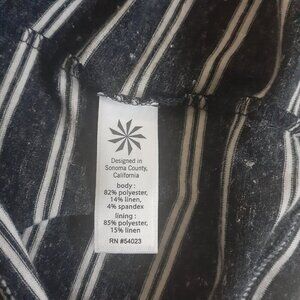 Designed in
Sonoma County,
California
body :
82% polyester,
14% linen,
4% spandex
lining :
85% polyester,
15% linen
RN #54023